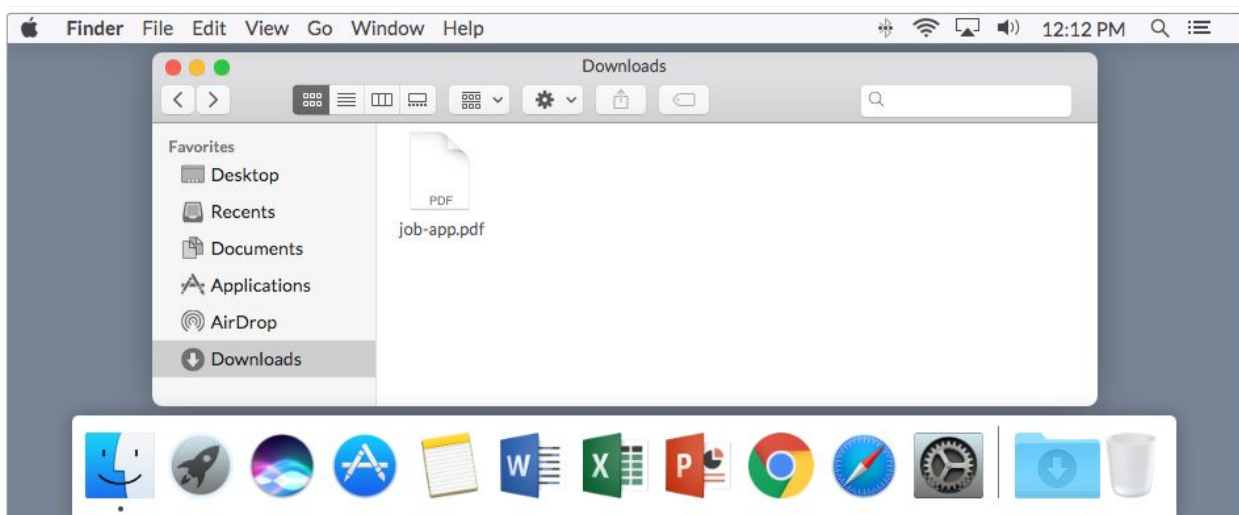 Finder File Edit View Go Window Help 12:12 PM
Downloads
Favorites
Desktop
Recents
Documents
Applications
AirDrop
Downloads
PDF
job-app.pdf
W X P